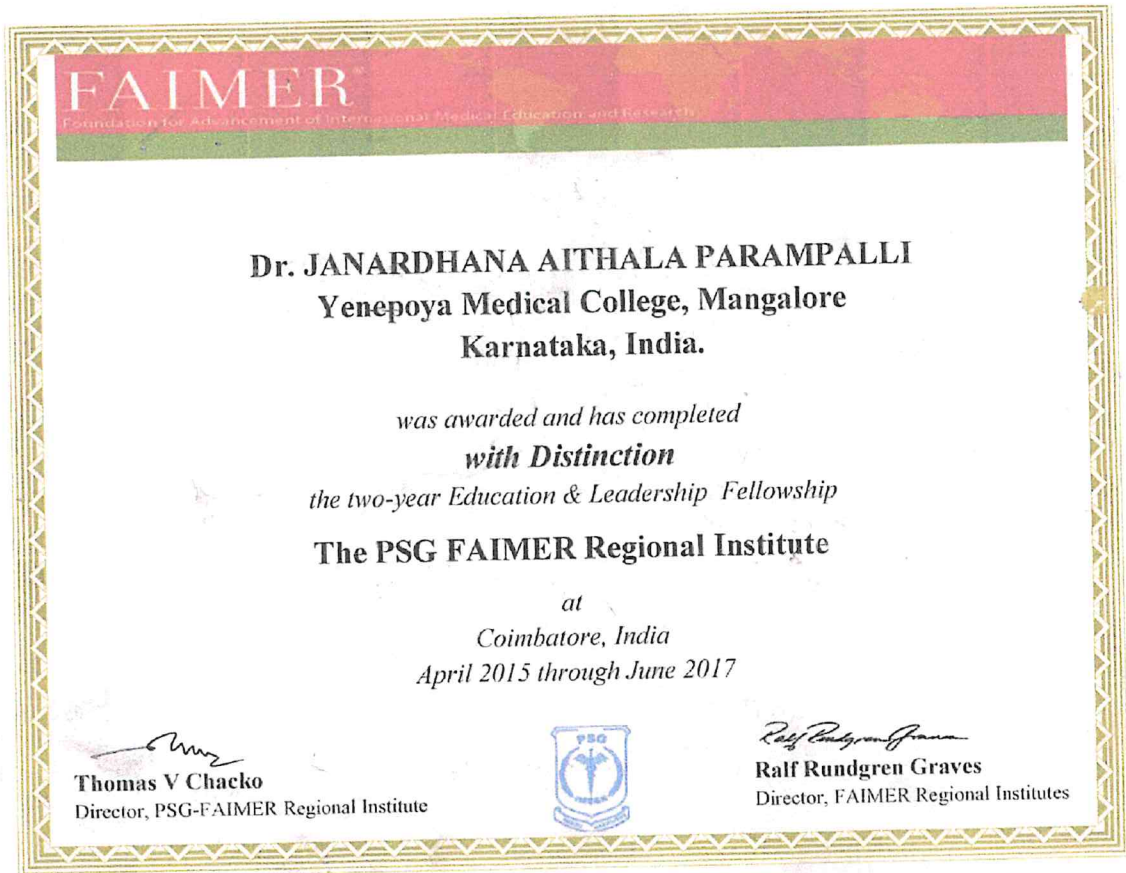 FAIMER®
Foundation for Advancement of International Medical Education and Research
Dr. JANARDHANA AITHALA PARAMPALLI
Yenepoya Medical College, Mangalore
Karnataka, India.
was awarded and has completed
with Distinction
the two-year Education & Leadership Fellowship
The PSG FAIMER Regional Institute
at
Coimbatore, India
April 2015 through June 2017
PSG
Thomas V Chacko
Director, PSG-FAIMER Regional Institute
Ralf Rundgren Graves
Director, FAIMER Regional Institutes